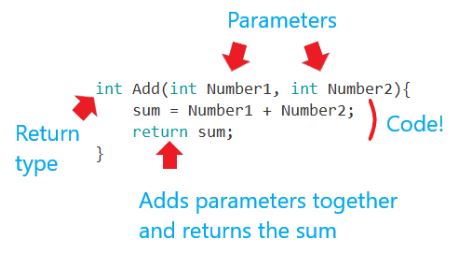 Parameters
int Add(int Number1, int Number2){
sum = Number1 + Number2;
return sum;
}
Return
type
Code!
Adds parameters together
and returns the sum